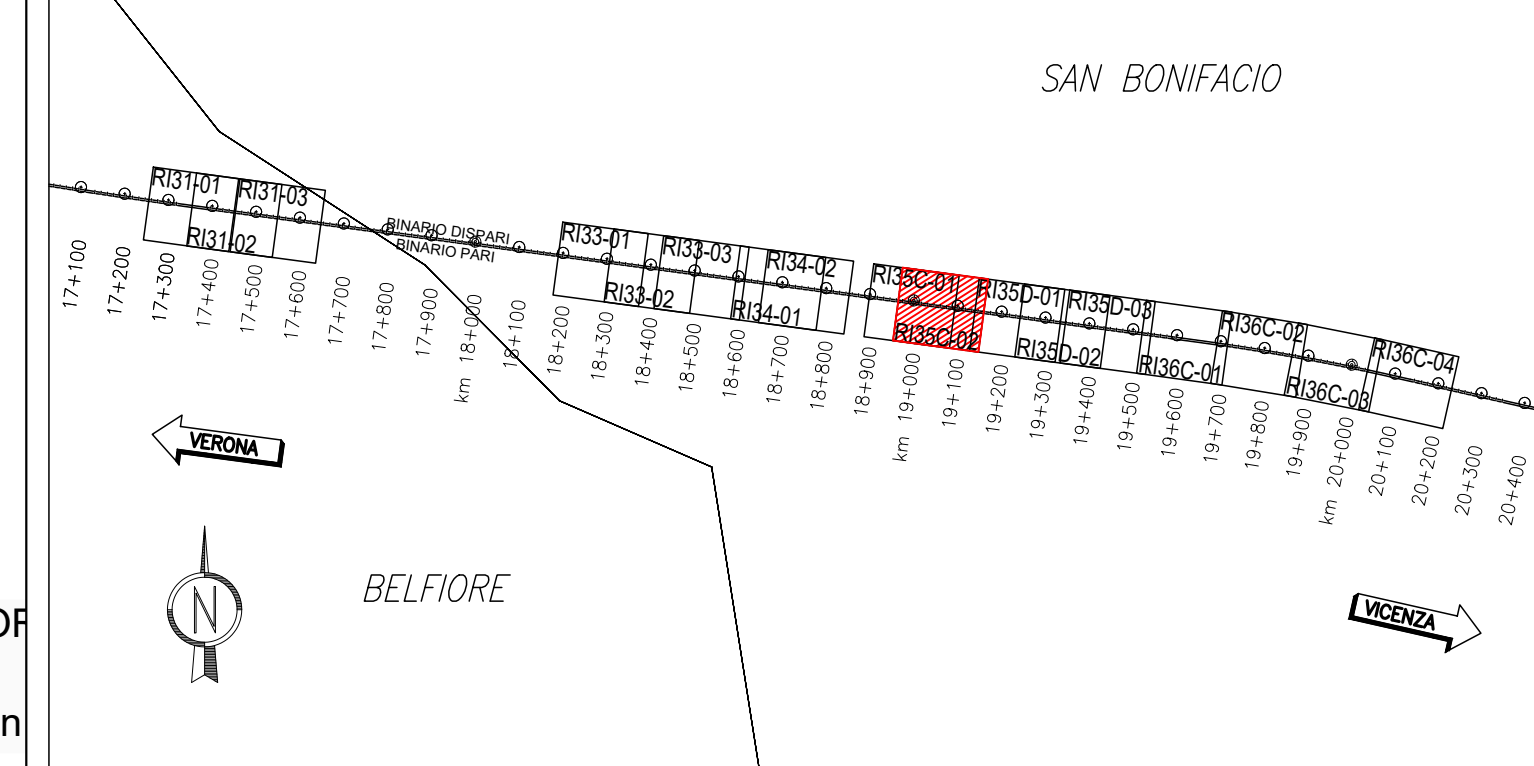 SAN BONIFACIO
RI31-01
RI31-03
RI31-02
BINARIO DISPARI
BINARIO PARI
RI33-01
RI33-03
RI33-02
RI34-02
RI34-01
RI35C-01
RI35C-02
RI35D-01
RI35D-03
RI35D-02
RI36C-02
RI36C-01
RI36C-04
RI36C-03
17+100
17+200
17+300
17+400
17+500
17+600
17+700
17+800
17+900
km 18+000
18+100
18+200
18+300
18+400
18+500
18+600
18+700
18+800
18+900
km 19+000
19+100
19+200
19+300
19+400
19+500
19+600
19+700
19+800
19+900
km 20+000
20+100
20+200
20+300
20+400
VERONA
N
BELFIORE
VICENZA
n